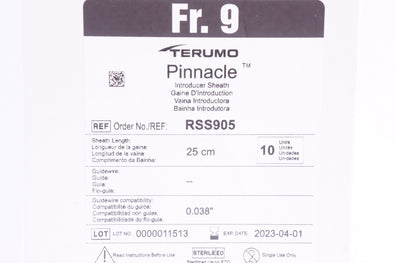 Fr. 9
TERUMO
Pinnacle ™
Introducer Sheath
Gaine D'Introduction
Vaina Introductora
Bainha Introdutora
REF Order No./REF: RSS905
Sheath Length:
Longueur de la gaine:
Longitud de la vaina:
Comprimento da Bainha:
25 cm
10 Units
Unités
Unidades
Unidades
Guidewire:
Guide:
Guia:
Fio-guia:
--
Guidewire compatibility:
Compatibilité du guide:
Compatibilidad con guías:
Compatibilidade do fio-guia:
0.038"
LOT LOT NO: 0000011513 EXP. DATE: 2023-04-01
Read Instructions Before Use
STERILE EO
Single Use Only